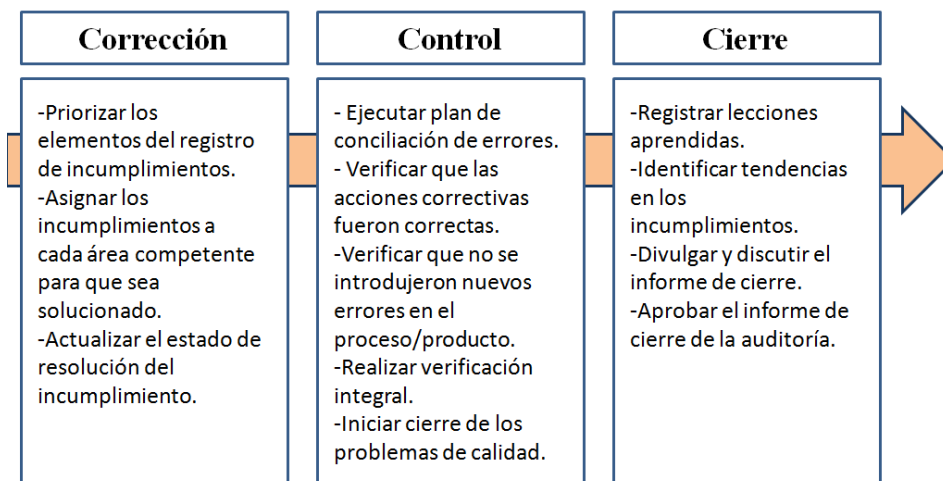 Corrección
-Priorizar los
elementos del registro
de incumplimientos.
-Asignar los
incumplimientos a
cada área competente
para que sea
solucionado.
-Actualizar el estado de
resolución del
incumplimiento.
Control
- Ejecutar plan de
conciliación de errores.
- Verificar que las
acciones correctivas
fueron correctas.
-Verificar que no se
introdujeron nuevos
errores en el
proceso/producto.
-Realizar verificación
integral.
-Iniciar cierre de los
problemas de calidad.
Cierre
-Registrar lecciones
aprendidas.
-Identificar tendencias
en los
incumplimientos.
-Divulgar y discutir el
informe de cierre.
-Aprobar el informe de
cierre de la auditoría.